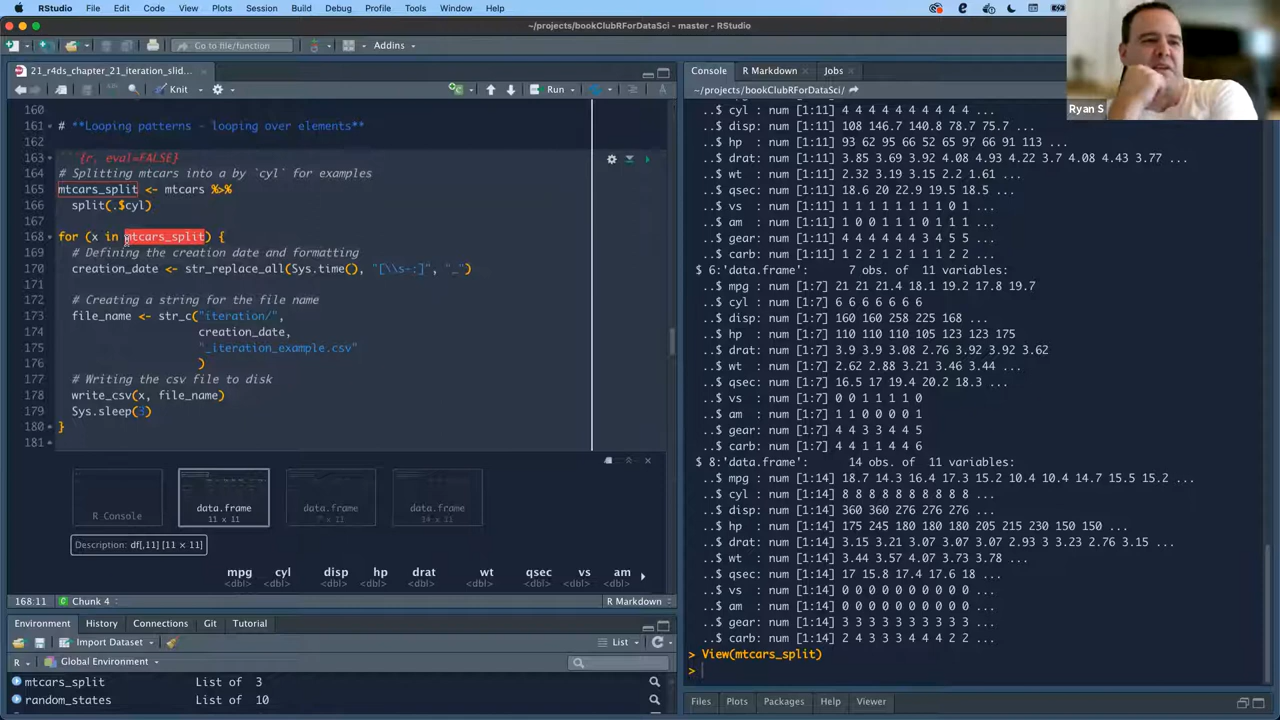 RStudio File Edit Code View Plots Session Build Debug Profile Tools Window Help
~/projects/bookClubRForDataSci - master - RStudio
Go to file/function Addins
21_r4ds_chapter_21_iteration_slid...
Knit Run
160
161 # **Looping patterns - looping over elements**
162
163 ```{r, eval=FALSE}
164 # Splitting mtcars into a by `cyl` for examples
165 mtcars_split <- mtcars %>%
166 split(.$cyl)
167
168 for (x in mtcars_split) {
169 # Defining the creation date and formatting
170 creation_date <- str_replace_all(Sys.time(), "[\\s-:]", "_")
171
172 # Creating a string for the file name
173 file_name <- str_c("iteration/",
174 creation_date,
175 "_iteration_example.csv"
176 )
177 # Writing the csv file to disk
178 write_csv(x, file_name)
179 Sys.sleep(3)
180 }
181
R Console
data.frame
11 x 11
data.frame
7 x 11
data.frame
14 x 11
Description: df[,11] [11 × 11]
mpg cyl disp hp drat wt qsec vs am
<dbl> <dbl> <dbl> <dbl> <dbl> <dbl> <dbl> <dbl> <dbl>
168:11 Chunk 4 R Markdown
Environment History Connections Git Tutorial
Import Dataset List
R Global Environment
mtcars_split List of 3
random_states List of 10
Console R Markdown Jobs
~/projects/bookClubRForDataSci/
..$ cyl : num [1:11] 4 4 4 4 4 4 4 4 4 4 ...
..$ disp: num [1:11] 108 146.7 140.8 78.7 75.7 ...
..$ hp : num [1:11] 93 62 95 66 52 65 97 66 91 113 ...
..$ drat: num [1:11] 3.85 3.69 3.92 4.08 4.93 4.22 3.7 4.08 4.43 3.77 ...
..$ wt : num [1:11] 2.32 3.19 3.15 2.2 1.61 ...
..$ qsec: num [1:11] 18.6 20 22.9 19.5 18.5 ...
..$ vs : num [1:11] 1 1 1 1 1 1 1 1 0 1 ...
..$ am : num [1:11] 1 0 0 1 1 1 0 1 1 1 ...
..$ gear: num [1:11] 4 4 4 4 4 4 3 4 5 5 ...
..$ carb: num [1:11] 1 2 2 1 2 1 1 1 2 2 ...
$ 6:'data.frame': 7 obs. of 11 variables:
..$ mpg : num [1:7] 21 21 21.4 18.1 19.2 17.8 19.7
..$ cyl : num [1:7] 6 6 6 6 6 6 6
..$ disp: num [1:7] 160 160 258 225 168 ...
..$ hp : num [1:7] 110 110 110 105 123 123 175
..$ drat: num [1:7] 3.9 3.9 3.08 2.76 3.92 3.92 3.62
..$ wt : num [1:7] 2.62 2.88 3.21 3.46 3.44 ...
..$ qsec: num [1:7] 16.5 17 19.4 20.2 18.3 ...
..$ vs : num [1:7] 0 0 1 1 1 1 0
..$ am : num [1:7] 1 1 0 0 0 0 1
..$ gear: num [1:7] 4 4 3 3 4 4 5
..$ carb: num [1:7] 4 4 1 1 4 4 6
$ 8:'data.frame': 14 obs. of 11 variables:
..$ mpg : num [1:14] 18.7 14.3 16.4 17.3 15.2 10.4 10.4 14.7 15.5 15.2 ...
..$ cyl : num [1:14] 8 8 8 8 8 8 8 8 8 8 ...
..$ disp: num [1:14] 360 360 276 276 276 ...
..$ hp : num [1:14] 175 245 180 180 180 205 215 230 150 150 ...
..$ drat: num [1:14] 3.15 3.21 3.07 3.07 3.07 2.93 3 3.23 2.76 3.15 ...
..$ wt : num [1:14] 3.44 3.57 4.07 3.73 3.78 ...
..$ qsec: num [1:14] 17 15.8 17.4 17.6 18 ...
..$ vs : num [1:14] 0 0 0 0 0 0 0 0 0 0 ...
..$ am : num [1:14] 0 0 0 0 0 0 0 0 0 0 ...
..$ gear: num [1:14] 3 3 3 3 3 3 3 3 3 3 ...
..$ carb: num [1:14] 2 4 3 3 3 4 4 4 2 2 ...
> View(mtcars_split)
>
Files Plots Packages Help Viewer
Ryan S